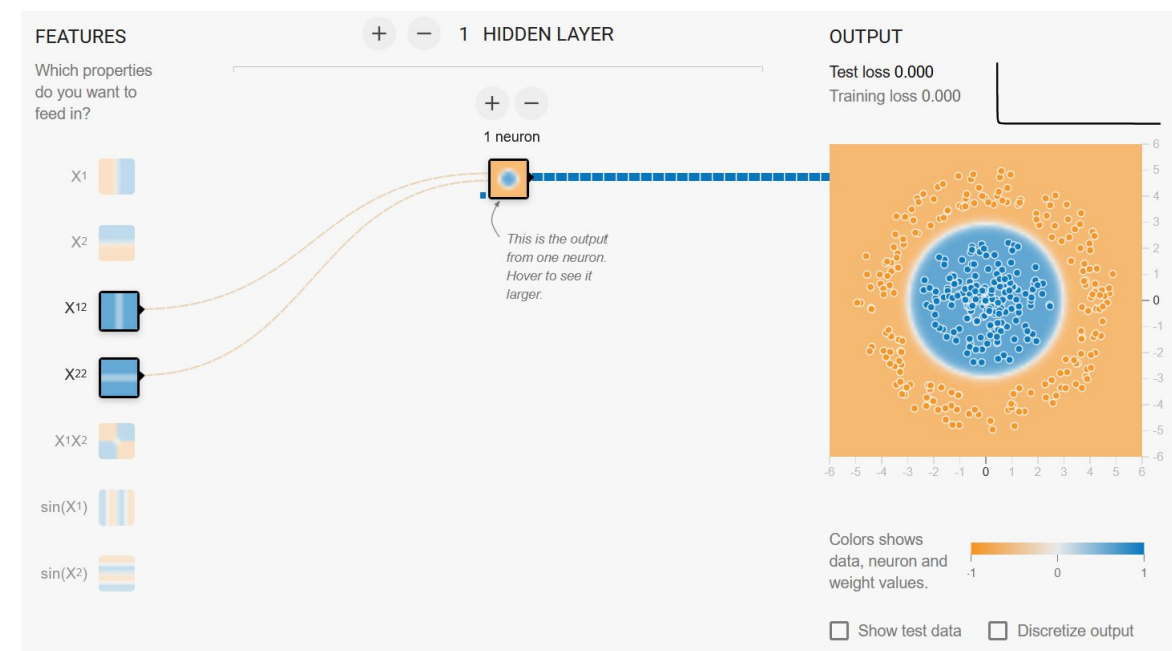 FEATURES
Which properties
do you want to
feed in?
X1
X2
X12
X22
X1X2
sin(X1)
sin(X2)
+ − 1 HIDDEN LAYER
+ −
1 neuron
This is the output
from one neuron.
Hover to see it
larger.
OUTPUT
Test loss 0.000
Training loss 0.000
6
5
4
3
2
1
0
-1
-2
-3
-4
-5
-6
-6 -5 -4 -3 -2 -1 0 1 2 3 4 5 6
Colors shows
data, neuron and
weight values.
-1 0 1
Show test data Discretize output